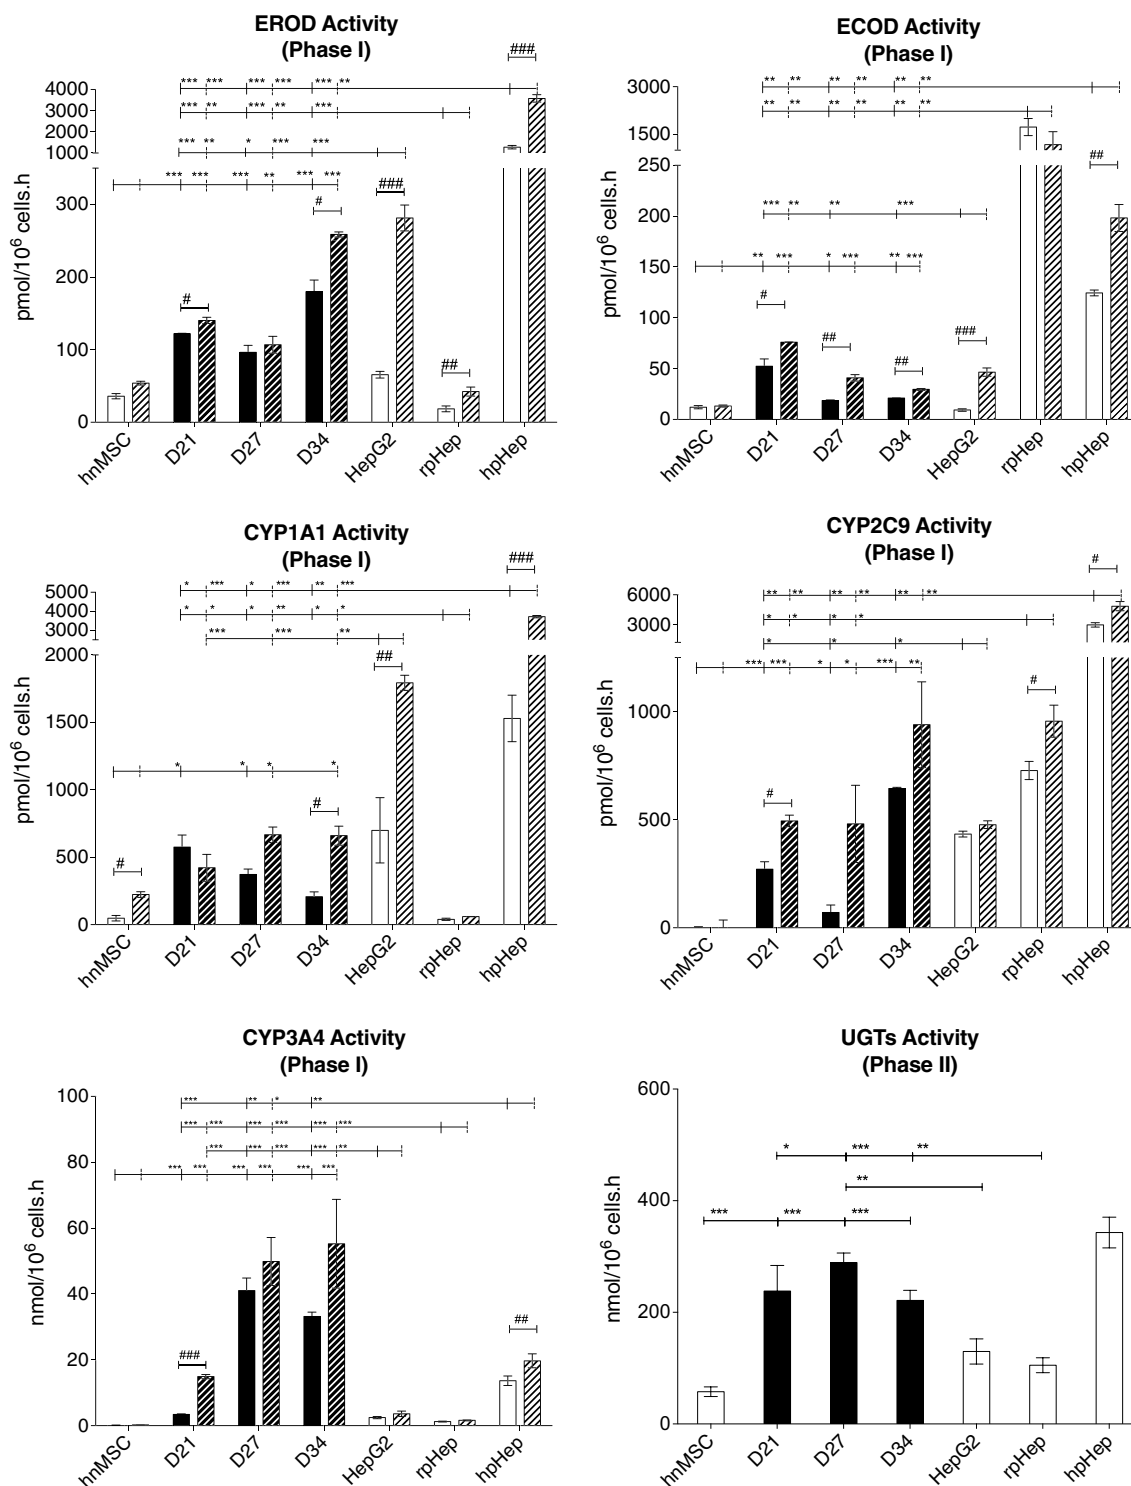 EROD Activity
(Phase I)
###
*** *** *** *** *** **
*** ** *** ** ***
*** ** * *** ***
*** *** *** ** *** ***
4000
3000
2000
1000
300
200
100
0
pmol/10⁶ cells.h
#
#
###
##
hnMSC
D21
D27
D34
HepG2
rpHep
hpHep
ECOD Activity
(Phase I)
** ** ** ** ** **
** ** ** ** ** **
*** ** ** ***
** *** * *** ** ***
3000
1500
250
200
150
100
50
0
pmol/10⁶ cells.h
#
##
##
###
##
hnMSC
D21
D27
D34
HepG2
rpHep
hpHep
CYP1A1 Activity
(Phase I)
###
* *** * *** ** ***
* * * ** * *
*** *** **
##
* * * *
#
#
5000
4000
3000
2000
1500
1000
500
0
pmol/10⁶ cells.h
hnMSC
D21
D27
D34
HepG2
rpHep
hpHep
CYP2C9 Activity
(Phase I)
#
** ** ** ** ** **
* * * *
* * *
*** *** * * *** **
#
#
6000
3000
1000
500
0
pmol/10⁶ cells.h
hnMSC
D21
D27
D34
HepG2
rpHep
hpHep
CYP3A4 Activity
(Phase I)
*** ** * **
*** *** *** *** *** ***
*** *** *** *** **
*** *** *** *** *** ***
###
##
100
80
60
40
20
0
nmol/10⁶ cells.h
hnMSC
D21
D27
D34
HepG2
rpHep
hpHep
UGTs Activity
(Phase II)
* *** **
**
*** *** ***
600
400
200
0
nmol/10⁶ cells.h
hnMSC
D21
D27
D34
HepG2
rpHep
hpHep